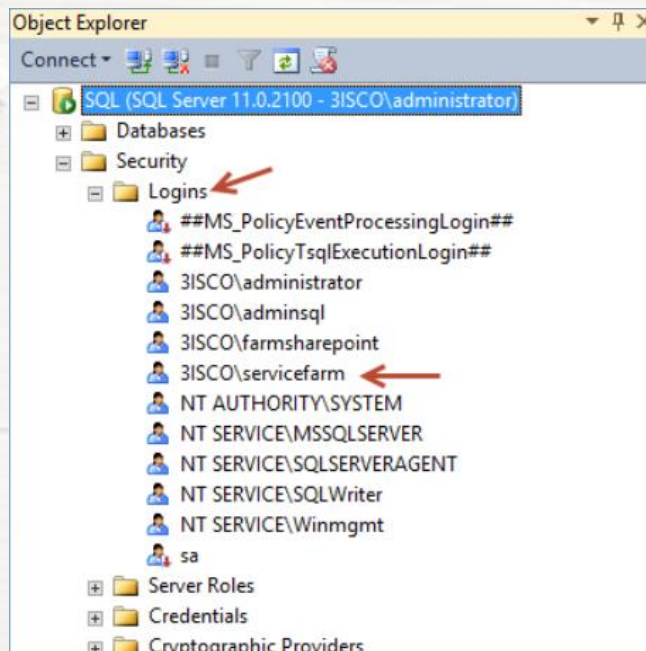 Object Explorer
Connect
SQL (SQL Server 11.0.2100 - 3ISCO\administrator)
Databases
Security
Logins
##MS_PolicyEventProcessingLogin##
##MS_PolicyTsqlExecutionLogin##
3ISCO\administrator
3ISCO\adminsql
3ISCO\farmsharepoint
3ISCO\servicefarm
NT AUTHORITY\SYSTEM
NT SERVICE\MSSQLSERVER
NT SERVICE\SQLSERVERAGENT
NT SERVICE\SQLWriter
NT SERVICE\Winmgmt
sa
Server Roles
Credentials
Cryptographic Providers